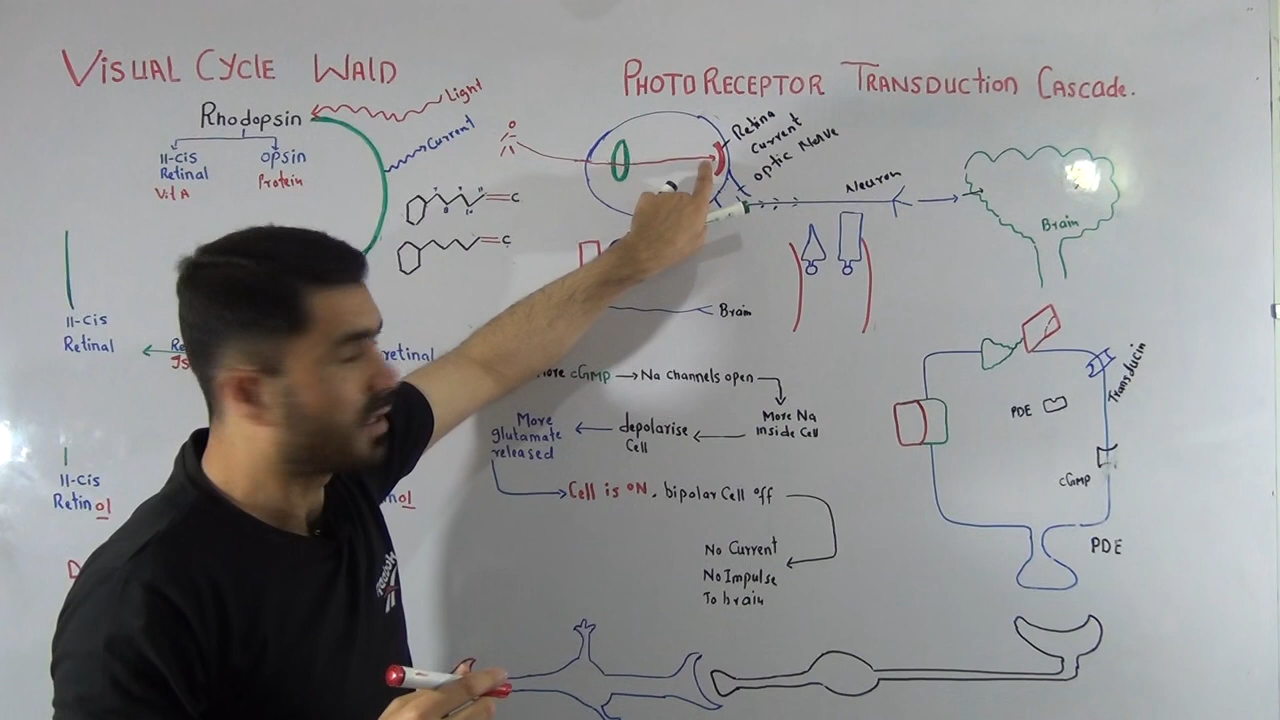 VISUAL CYCLE WALD
Rhodopsin
Light
Current
11-cis
Retinal
Vit A
opsin
Protein
C
C
11-cis
Retinal
retinal
11-cis
Retinol
ol
D
PHOTORECEPTOR TRANSDUCTION CASCADE.
Retina
Current
optic Nerve
Neuron
Brain
Brain
cGMP → Na channels open
More Na
inside Cell
depolarise
Cell
More
glutamate
released
Cell is ON. bipolar Cell off
No Current
No Impulse
To brain
Transducin
PDE
cGMP
PDE
Reebok